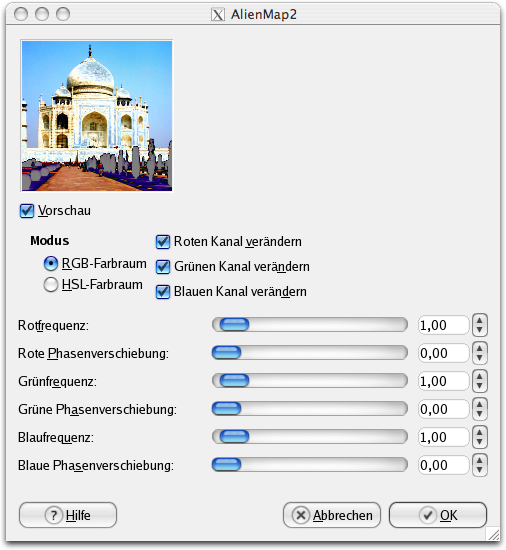 AlienMap2
Vorschau
Modus
RGB-Farbraum
HSL-Farbraum
Roten Kanal verändern
Grünen Kanal verändern
Blauen Kanal verändern
Rotfrequenz: 1,00
Rote Phasenverschiebung: 0,00
Grünfrequenz: 1,00
Grüne Phasenverschiebung: 0,00
Blaufrequenz: 1,00
Blaue Phasenverschiebung: 0,00
Hilfe Abbrechen OK